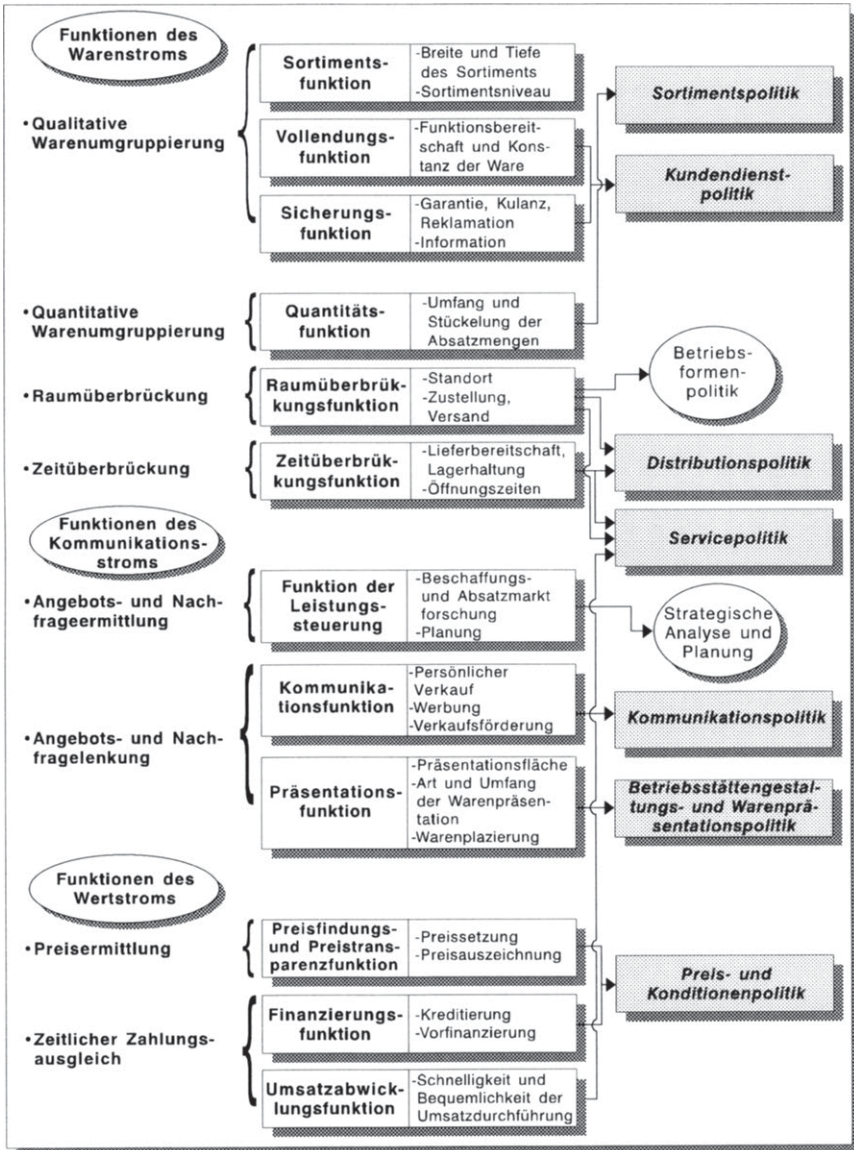 Funktionen des
Warenstroms
•Qualitative
Warenumgruppierung
Sortiments-
funktion
-Breite und Tiefe
des Sortiments
-Sortimentsniveau
Vollendungs-
funktion
-Funktionsbereit-
schaft und Kons-
tanz der Ware
Sicherungs-
funktion
-Garantie, Kulanz,
Reklamation
-Information
Sortimentspolitik
Kundendienst-
politik
•Quantitative
Warenumgruppierung
Quantitäts-
funktion
-Umfang und
Stückelung der
Absatzmengen
•Raumüberbrückung
Raumüberbrük-
kungsfunktion
-Standort
-Zustellung,
Versand
Betriebs-
formen-
politik
•Zeitüberbrückung
Zeitüberbrük-
kungsfunktion
-Lieferbereitschaft,
Lagerhaltung
-Öffnungszeiten
Distributionspolitik
Servicepolitik
Funktionen des
Kommunikations-
stroms
•Angebots- und Nach-
frageermittlung
Funktion der
Leistungs-
steuerung
-Beschaffungs-
und Absatzmarkt
forschung
-Planung
Strategische
Analyse und
Planung
•Angebots- und Nach-
fragelenkung
Kommunika-
tionsfunktion
-Persönlicher
Verkauf
-Werbung
-Verkaufsförderung
Kommunikationspolitik
Präsentations-
funktion
-Präsentationsfläche
-Art und Umfang
der Warenpräsen-
tation
-Warenplazierung
Betriebsstättengestal-
tungs- und Warenprä-
sentationspolitik
Funktionen des
Wertstroms
•Preisermittlung
Preisfindungs-
und Preistrans-
parenzfunktion
-Preissetzung
-Preisauszeichnung
Preis- und
Konditionenpolitik
•Zeitlicher Zahlungs-
ausgleich
Finanzierungs-
funktion
-Kreditierung
-Vorfinanzierung
Umsatzabwick-
lungsfunktion
-Schnelligkeit und
Bequemlichkeit der
Umsatzdurchführung